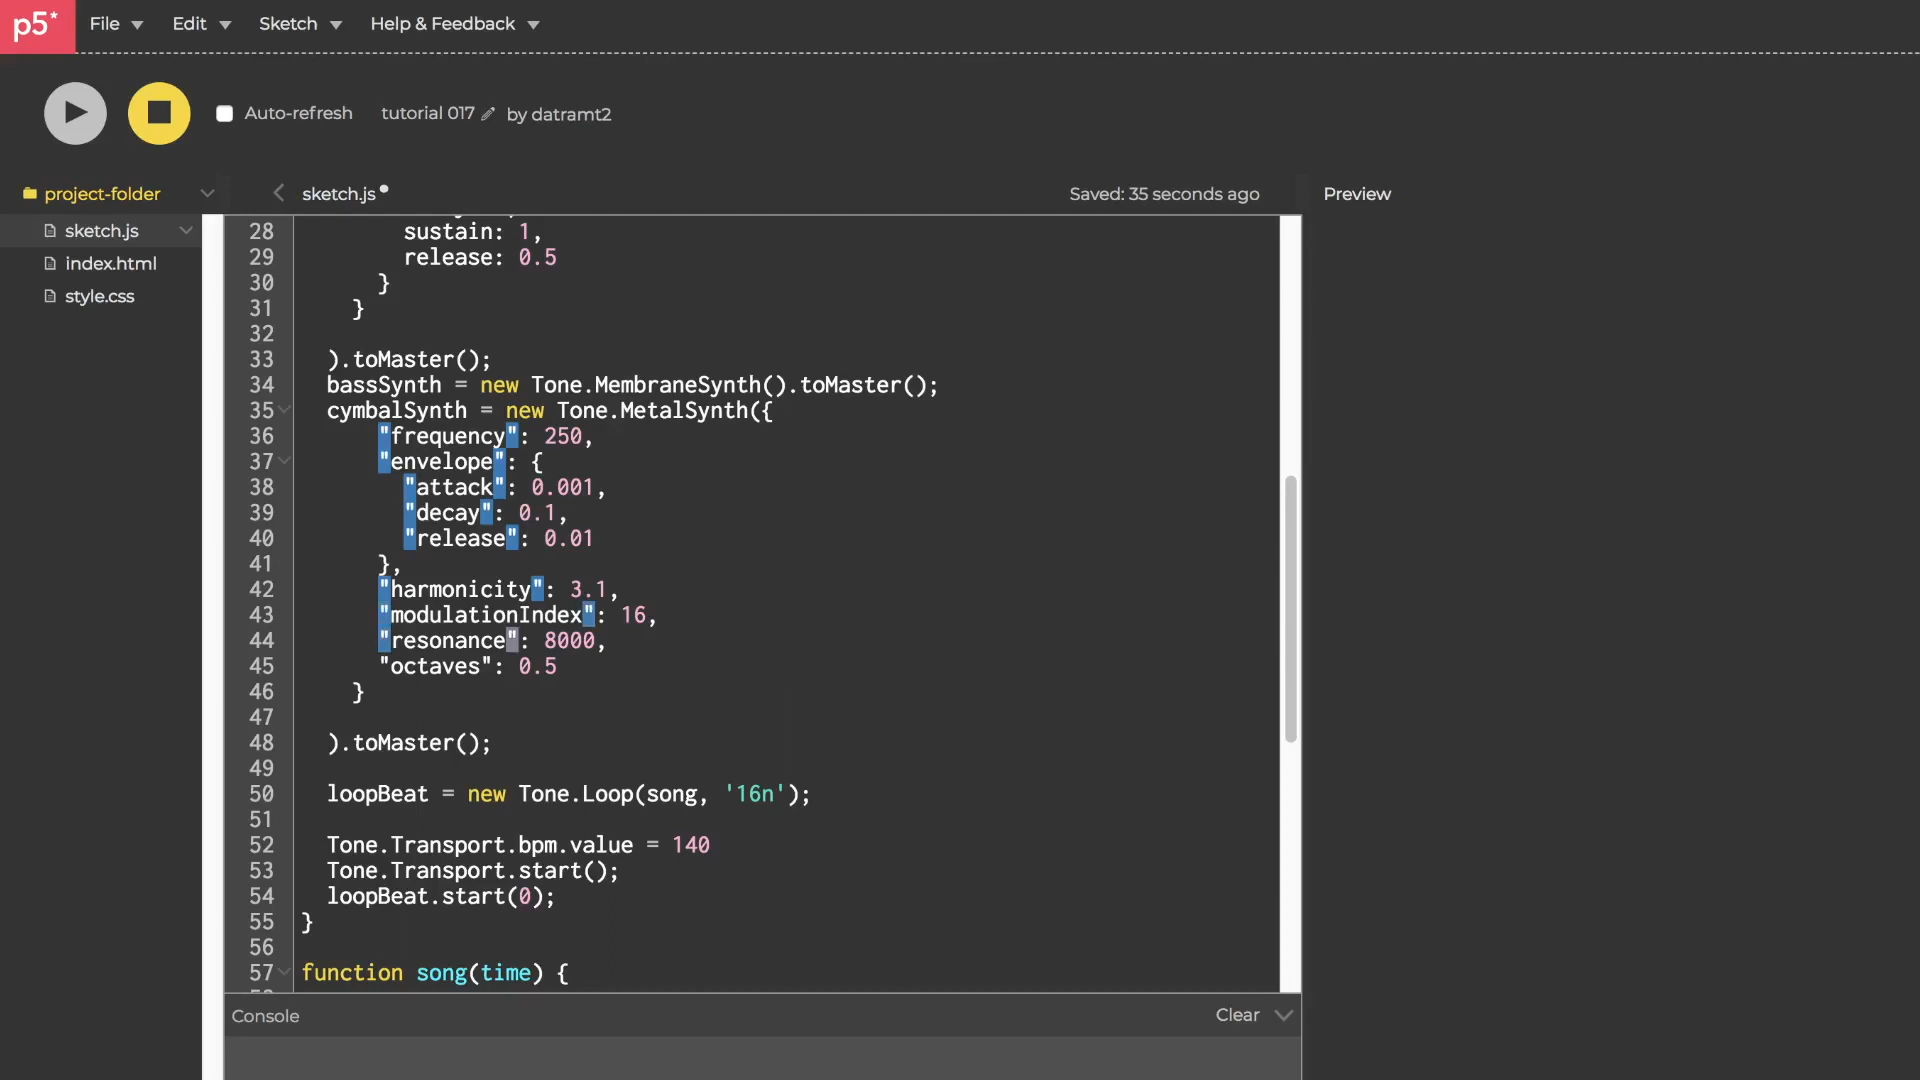 p5*
File Edit Sketch Help & Feedback
Auto-refresh tutorial 017 by datramt2
project-folder
sketch.js
index.html
style.css
sketch.js Saved: 35 seconds ago
Preview
28 sustain: 1,
29 release: 0.5
30 }
31 }
32
33 ).toMaster();
34 bassSynth = new Tone.MembraneSynth().toMaster();
35 cymbalSynth = new Tone.MetalSynth({
36 "frequency": 250,
37 "envelope": {
38 "attack": 0.001,
39 "decay": 0.1,
40 "release": 0.01
41 },
42 "harmonicity": 3.1,
43 "modulationIndex": 16,
44 "resonance": 8000,
45 "octaves": 0.5
46 }
47
48 ).toMaster();
49
50 loopBeat = new Tone.Loop(song, '16n');
51
52 Tone.Transport.bpm.value = 140
53 Tone.Transport.start();
54 loopBeat.start(0);
55 }
56
57 function song(time) {
Console Clear